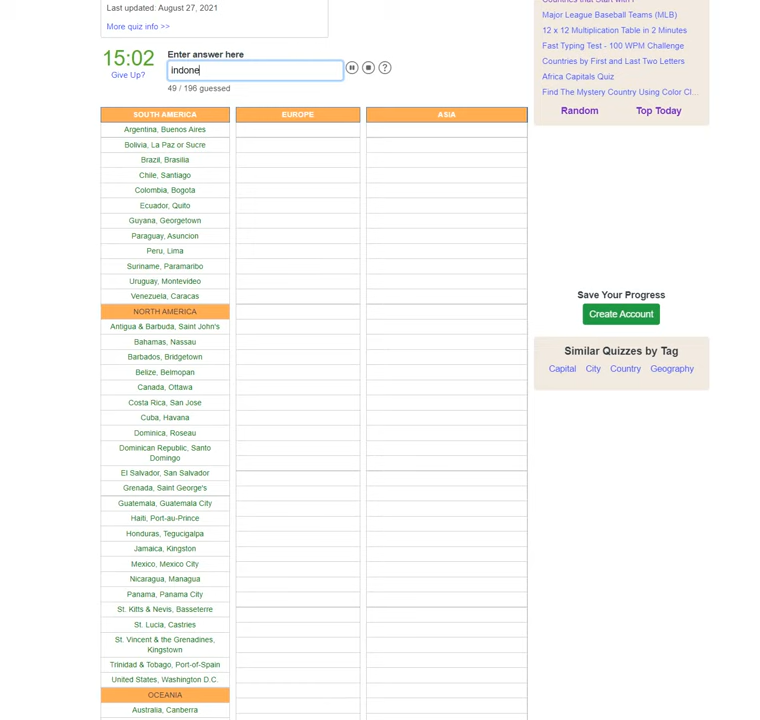 Last updated: August 27, 2021
More quiz info >>
15:02
Give Up?
Enter answer here
indone
49 / 196 guessed
Major League Baseball Teams (MLB)
12 x 12 Multiplication Table in 2 Minutes
Fast Typing Test - 100 WPM Challenge
Countries by First and Last Two Letters
Africa Capitals Quiz
Find The Mystery Country Using Color Cl...
Random Top Today
SOUTH AMERICA EUROPE ASIA
Argentina, Buenos Aires
Bolivia, La Paz or Sucre
Brazil, Brasilia
Chile, Santiago
Colombia, Bogota
Ecuador, Quito
Guyana, Georgetown
Paraguay, Asuncion
Peru, Lima
Suriname, Paramaribo
Uruguay, Montevideo
Venezuela, Caracas
NORTH AMERICA
Antigua & Barbuda, Saint John's
Bahamas, Nassau
Barbados, Bridgetown
Belize, Belmopan
Canada, Ottawa
Costa Rica, San Jose
Cuba, Havana
Dominica, Roseau
Dominican Republic, Santo
Domingo
El Salvador, San Salvador
Grenada, Saint George's
Guatemala, Guatemala City
Haiti, Port-au-Prince
Honduras, Tegucigalpa
Jamaica, Kingston
Mexico, Mexico City
Nicaragua, Managua
Panama, Panama City
St. Kitts & Nevis, Basseterre
St. Lucia, Castries
St. Vincent & the Grenadines,
Kingstown
Trinidad & Tobago, Port-of-Spain
United States, Washington D.C.
OCEANIA
Australia, Canberra
Save Your Progress
Create Account
Similar Quizzes by Tag
Capital City Country Geography